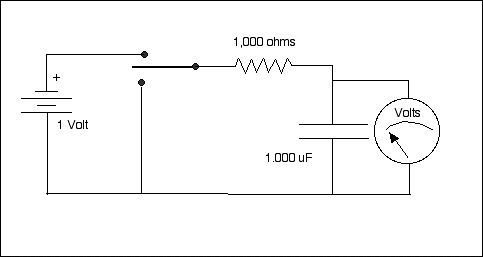 1,000 ohms
+
Volts
1 Volt
1.000 uF